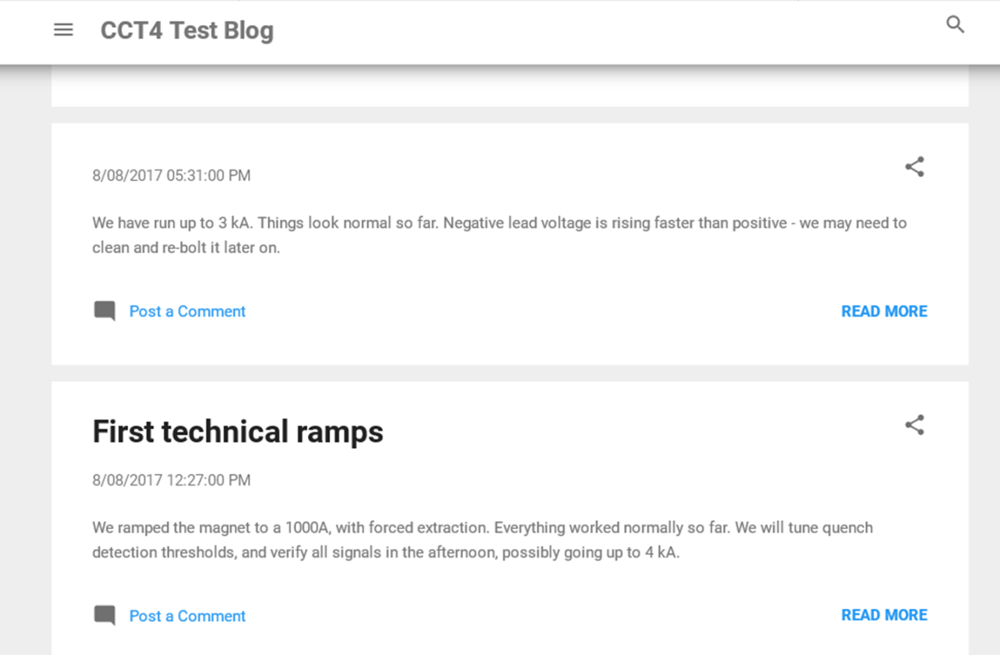 CCT4 Test Blog
8/08/2017 05:31:00 PM
We have run up to 3 kA. Things look normal so far. Negative lead voltage is rising faster than positive - we may need to
clean and re-bolt it later on.
Post a Comment
READ MORE
First technical ramps
8/08/2017 12:27:00 PM
We ramped the magnet to a 1000A, with forced extraction. Everything worked normally so far. We will tune quench
detection thresholds, and verify all signals in the afternoon, possibly going up to 4 kA.
Post a Comment
READ MORE